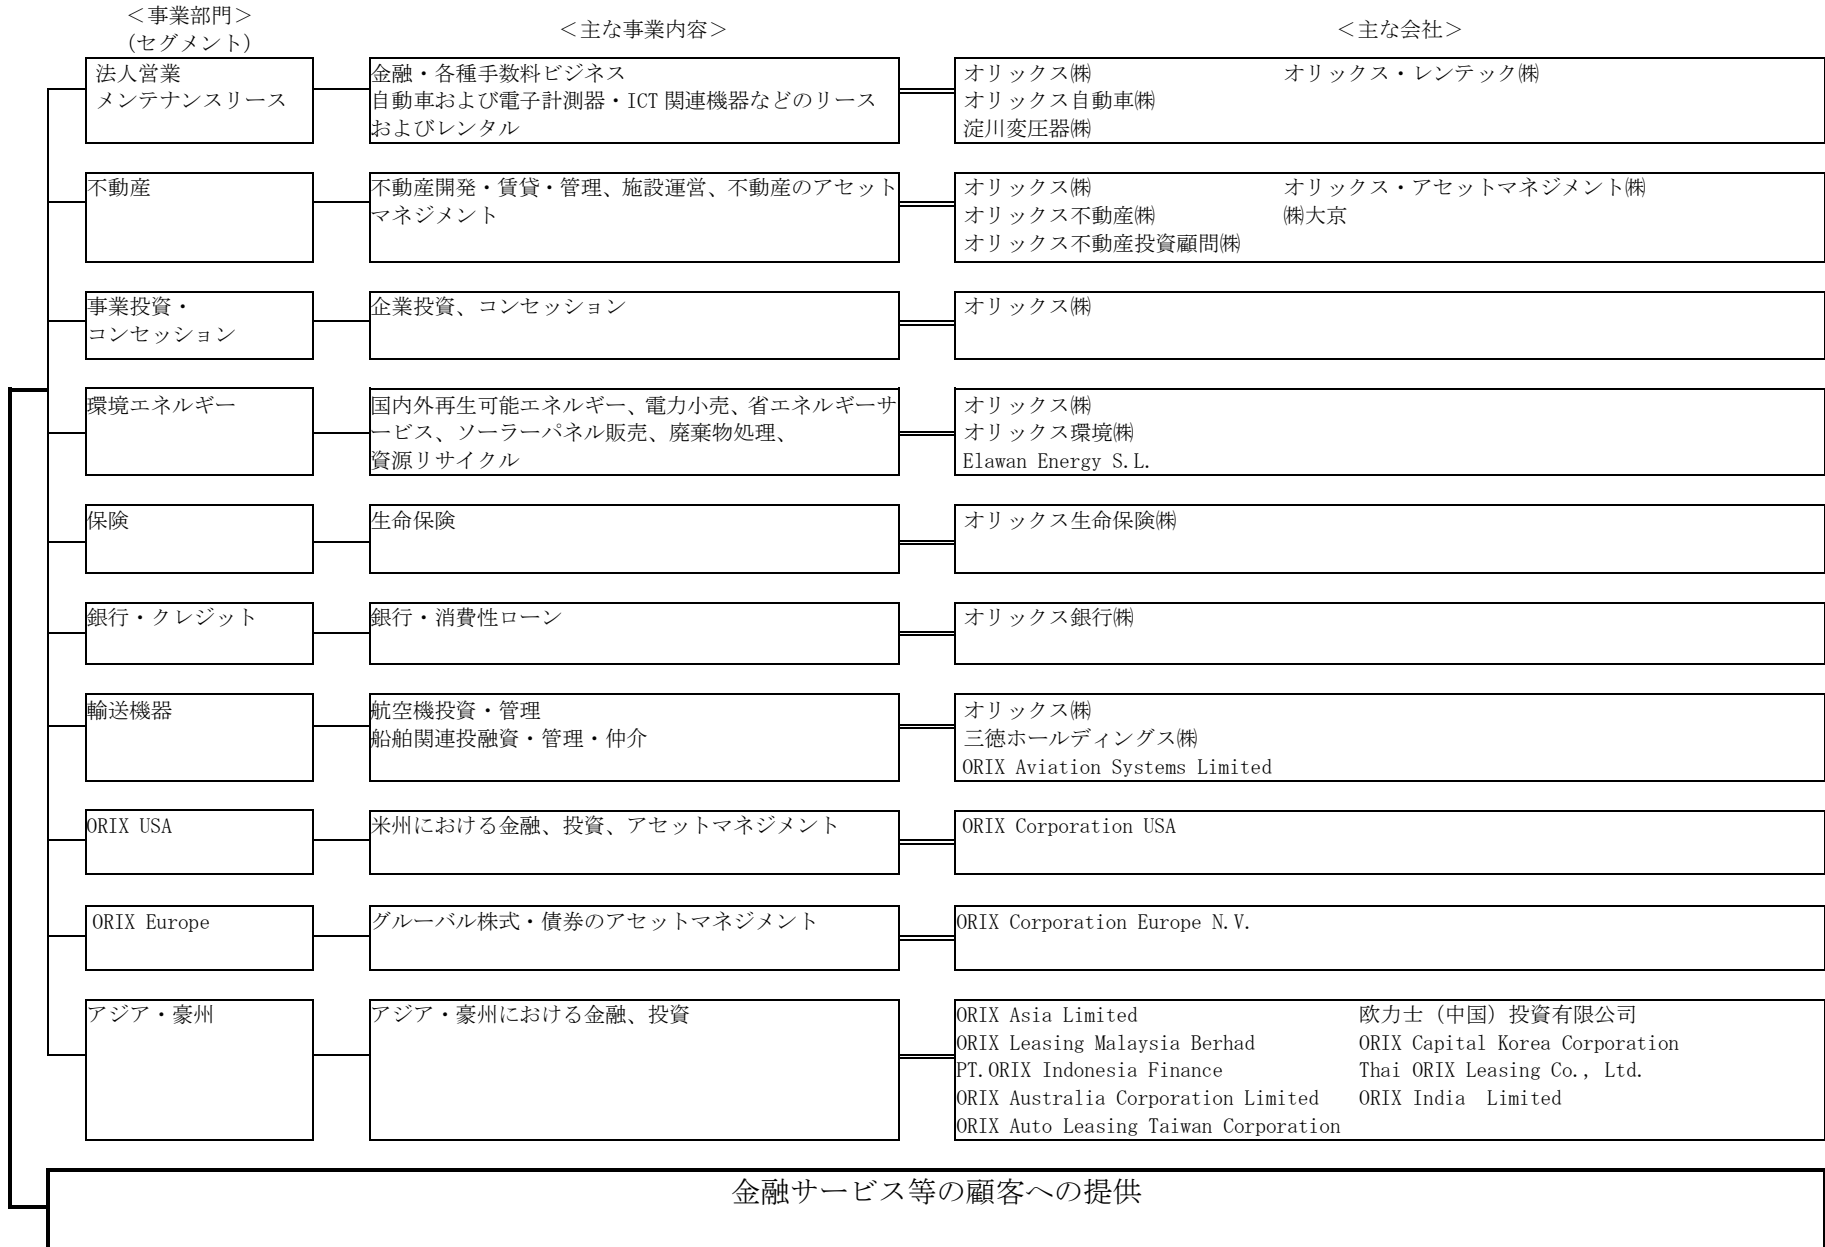 ＜事業部門＞
（セグメント）
＜主な事業内容＞
＜主な会社＞
法人営業
メンテナンスリース
金融・各種手数料ビジネス
自動車および電子計測器・ICT関連機器などのリース
およびレンタル
オリックス㈱　オリックス・レンテック㈱
オリックス自動車㈱
淀川変圧器㈱
不動産
不動産開発・賃貸・管理、施設運営、不動産のアセット
マネジメント
オリックス㈱　オリックス・アセットマネジメント㈱
オリックス不動産㈱　㈱大京
オリックス不動産投資顧問㈱
事業投資・
コンセッション
企業投資、コンセッション
オリックス㈱
環境エネルギー
国内外再生可能エネルギー、電力小売、省エネルギーサ
ービス、ソーラーパネル販売、廃棄物処理、
資源リサイクル
オリックス㈱
オリックス環境㈱
Elawan Energy S.L.
保険
生命保険
オリックス生命保険㈱
銀行・クレジット
銀行・消費性ローン
オリックス銀行㈱
輸送機器
航空機投資・管理
船舶関連投融資・管理・仲介
オリックス㈱
三徳ホールディングス㈱
ORIX Aviation Systems Limited
ORIX USA
米州における金融、投資、アセットマネジメント
ORIX Corporation USA
ORIX Europe
グルーバル株式・債券のアセットマネジメント
ORIX Corporation Europe N.V.
アジア・豪州
アジア・豪州における金融、投資
ORIX Asia Limited　欧力士（中国）投資有限公司
ORIX Leasing Malaysia Berhad　ORIX Capital Korea Corporation
PT.ORIX Indonesia Finance　Thai ORIX Leasing Co., Ltd.
ORIX Australia Corporation Limited　ORIX India Limited
ORIX Auto Leasing Taiwan Corporation
金融サービス等の顧客への提供